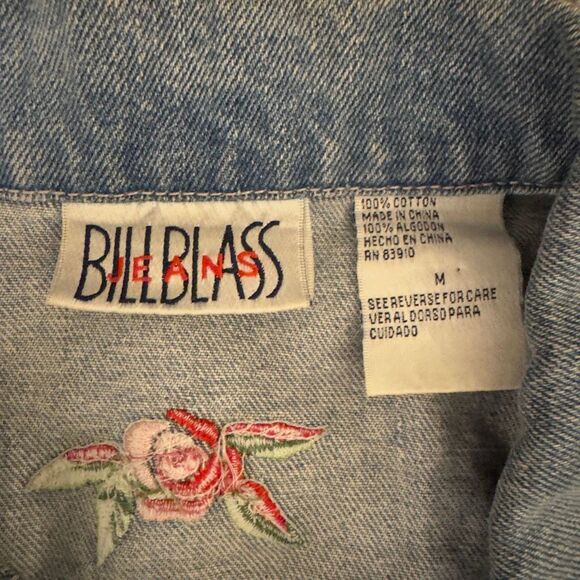 BILLBLASS
JEANS
100% COTTON
MADE IN CHINA
100% ALGODON
HECHO EN CHINA
RN 83910
M
SEE REVERSE FOR CARE
VER AL DORSO PARA
CUIDADO